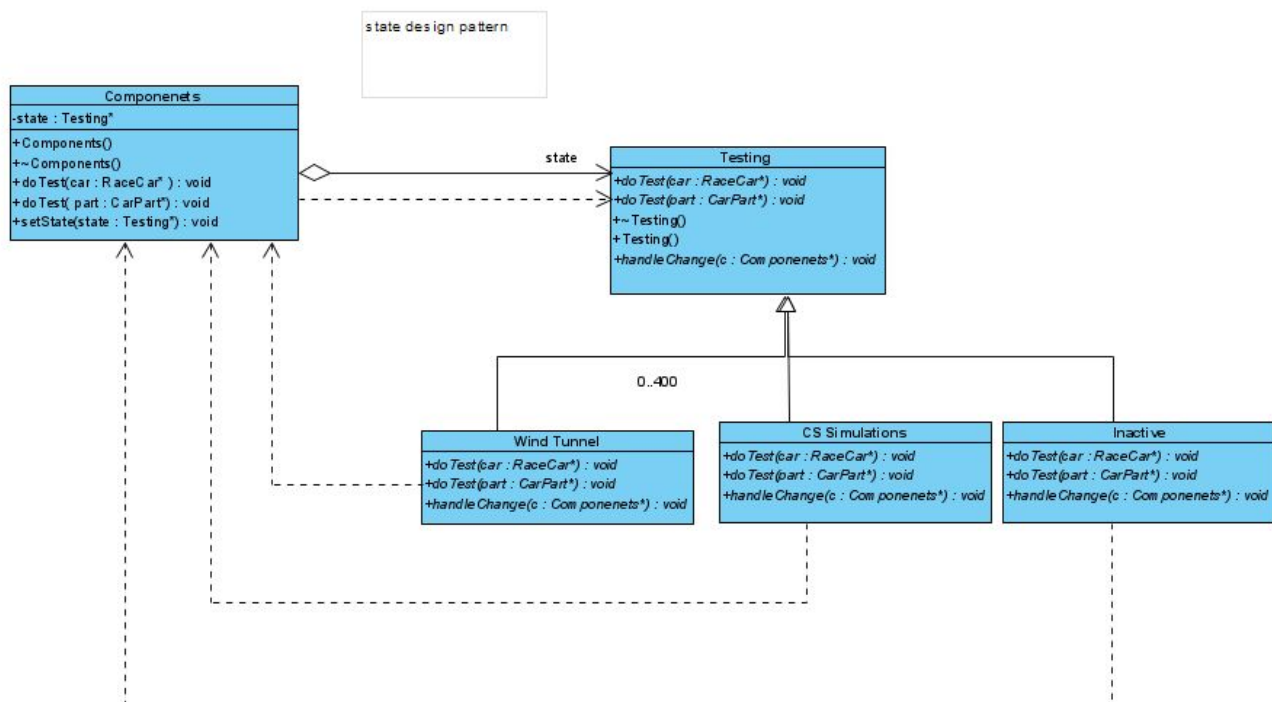 state design pattern
Componenets
-state : Testing*
+Components()
+~Components()
+doTest(car : RaceCar* ) : void
+doTest( part : CarPart*) : void
+setState(state : Testing*) : void
state
Testing
+doTest(car : RaceCar*) : void
+doTest(part : CarPart*) : void
+~Testing()
+Testing()
+handleChange(c : Componenets*) : void
0..400
Wind Tunnel
+doTest(car : RaceCar*) : void
+doTest(part : CarPart*) : void
+handleChange(c : Componenets*) : void
CS Simulations
+doTest(car : RaceCar*) : void
+doTest(part : CarPart*) : void
+handleChange(c : Componenets*) : void
Inactive
+doTest(car : RaceCar*) : void
+doTest(part : CarPart*) : void
+handleChange(c : Componenets*) : void